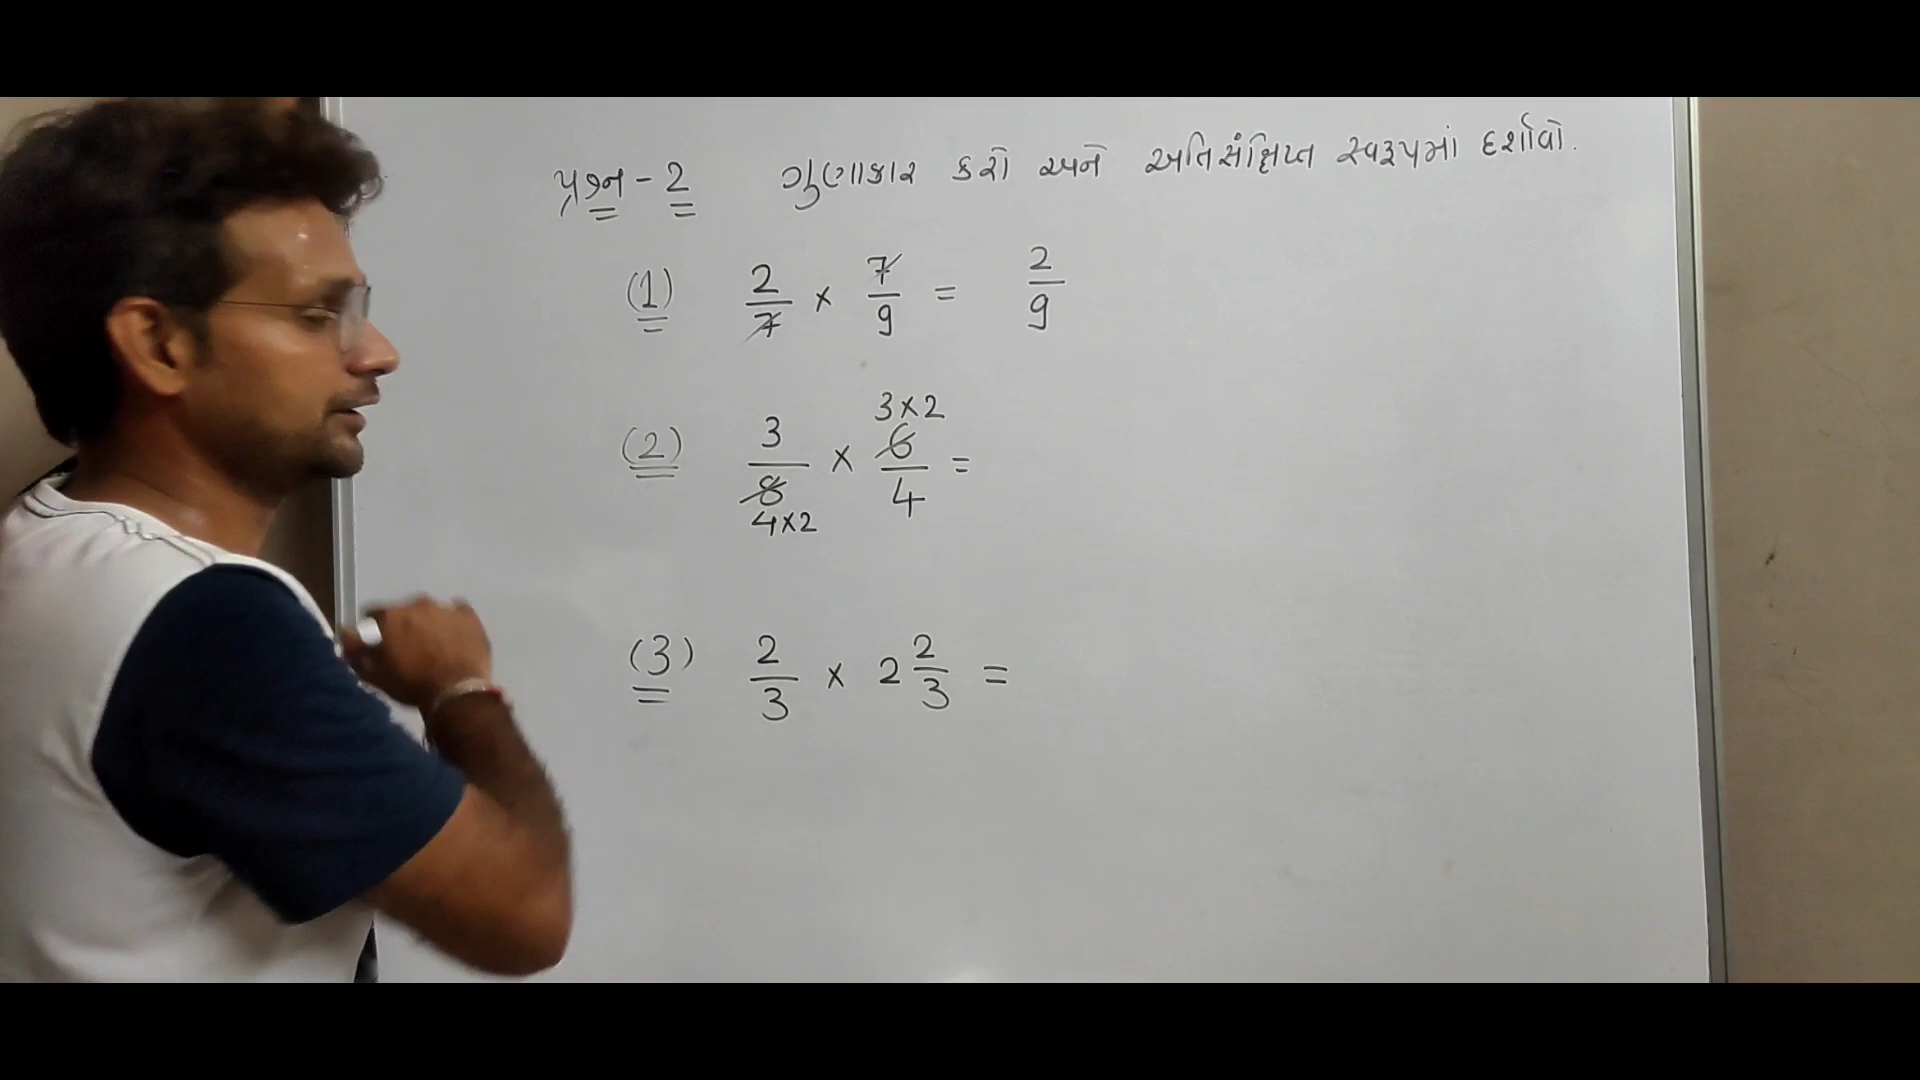 પ્રશ્ન - 2 ગુણાકાર કરો અને અતિસંક્ષિપ્ત સ્વરૂપમાં દર્શાવો.
(1) 2/7 × 7/9 = 2/9
3×2
(2) 3/8 × 6/4 =
4×2
(3) 2/3 × 2 2/3 =